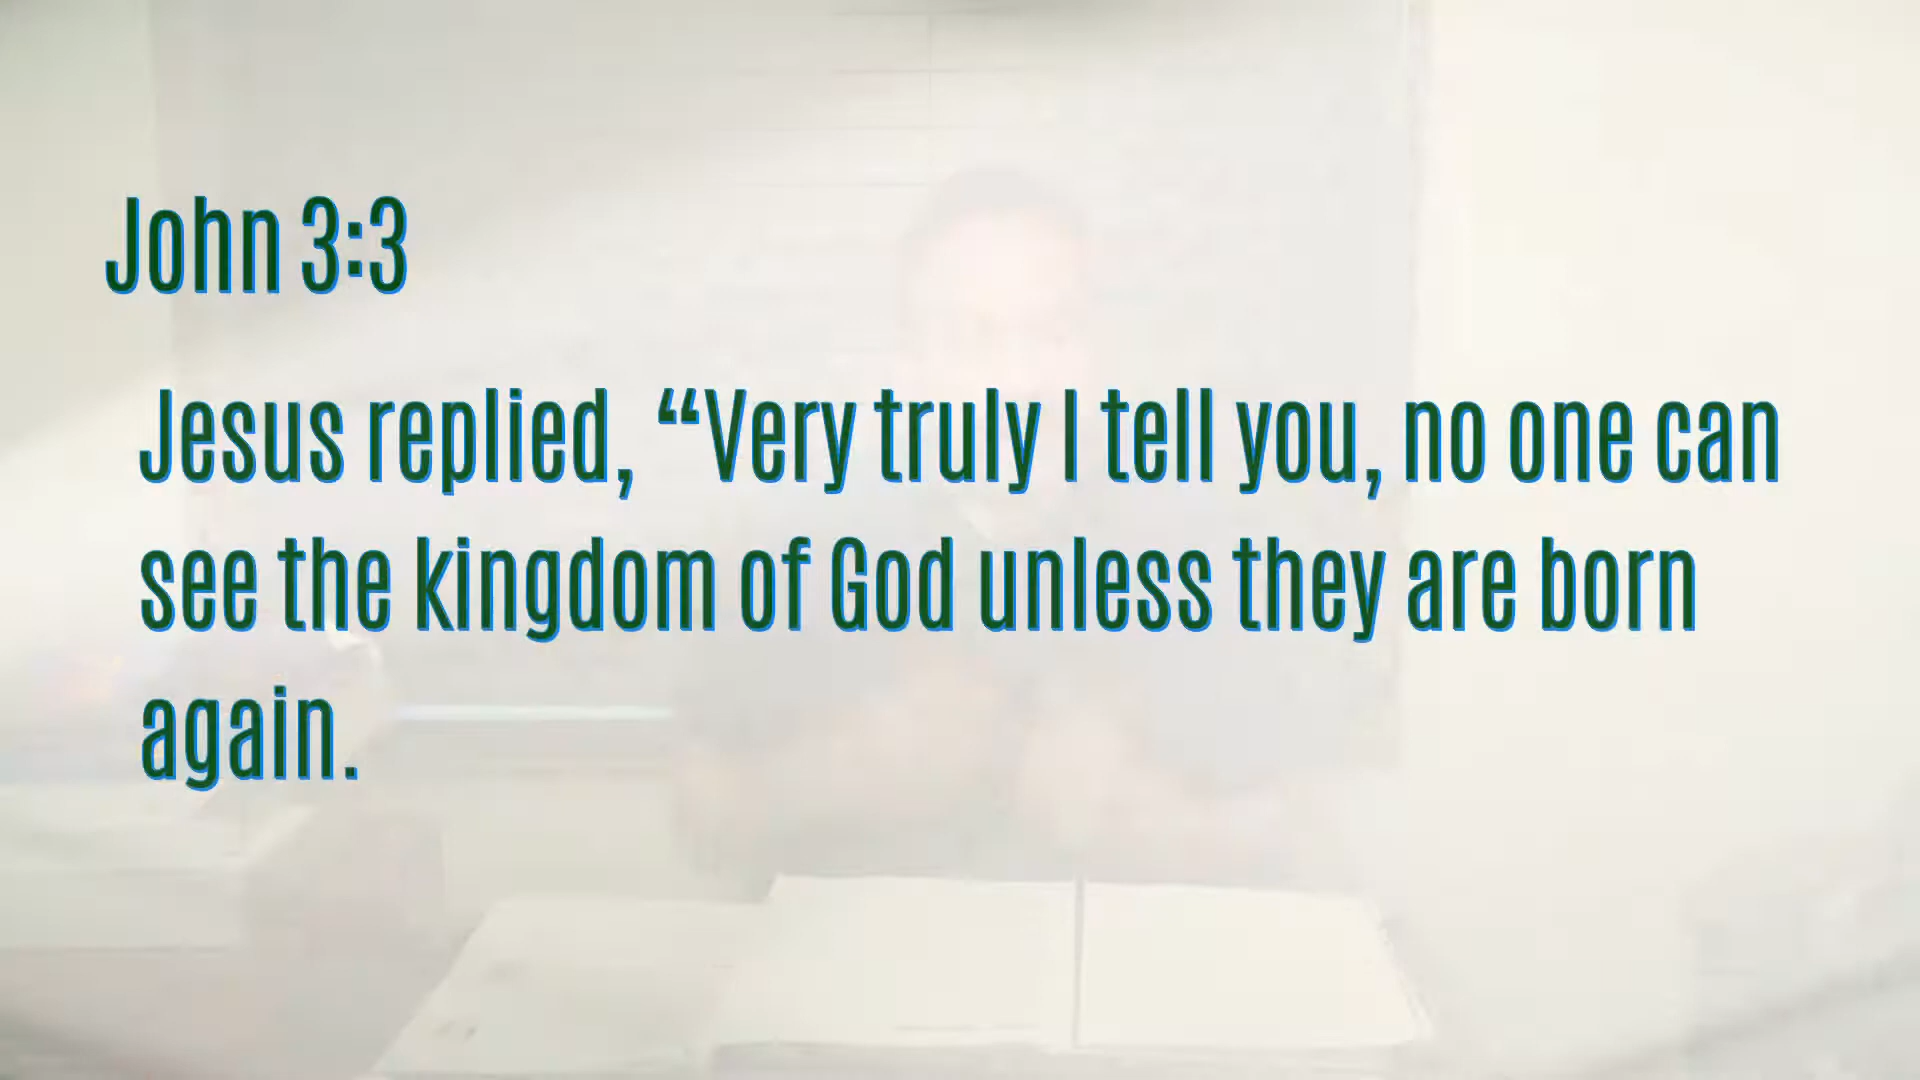 John 3:3
Jesus replied, “Very truly I tell you, no one can
see the kingdom of God unless they are born
again.